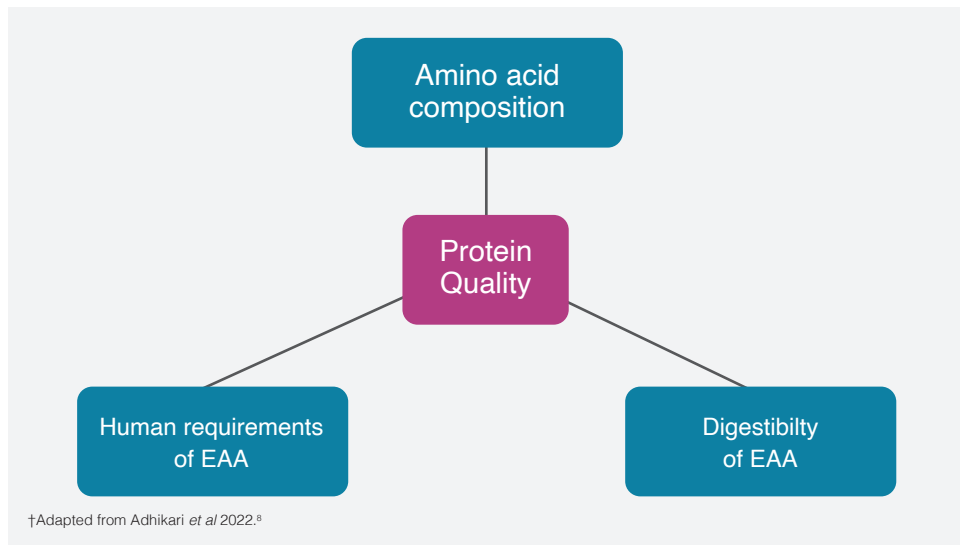 Amino acid
composition
Protein
Quality
Human requirements
of EAA
Digestibilty
of EAA
†Adapted from Adhikari et al 2022.⁸